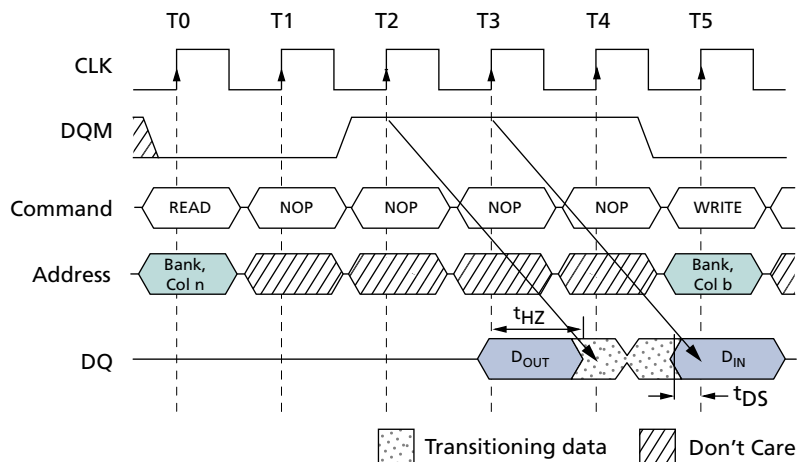 T0 T1 T2 T3 T4 T5
CLK
DQM
Command READ NOP NOP NOP NOP WRITE
Address Bank, Col n Bank, Col b
tHZ
DQ DOUT DIN
tDS
Transitioning data Don't Care